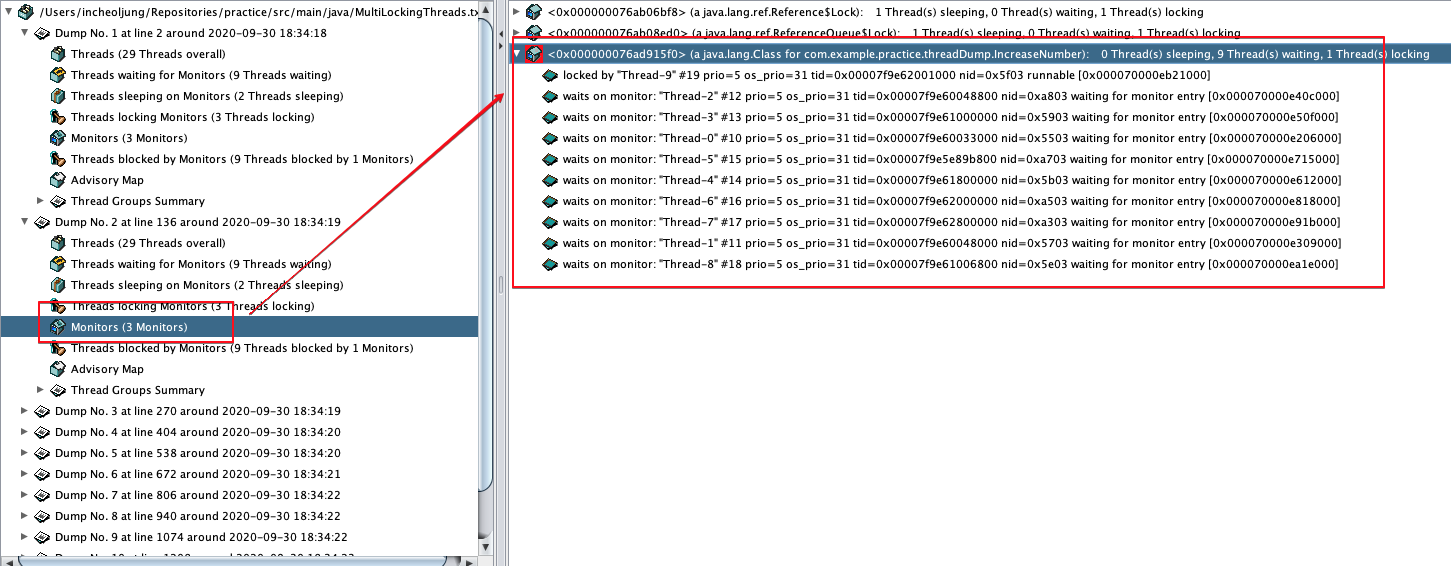 /Users/incheoljung/Repositories/practice/src/main/java/MultiLockingThreads.tx
Dump No. 1 at line 2 around 2020-09-30 18:34:18
Threads (29 Threads overall)
Threads waiting for Monitors (9 Threads waiting)
Threads sleeping on Monitors (2 Threads sleeping)
Threads locking Monitors (3 Threads locking)
Monitors (3 Monitors)
Threads blocked by Monitors (9 Threads blocked by 1 Monitors)
Advisory Map
Thread Groups Summary
Dump No. 2 at line 136 around 2020-09-30 18:34:19
Threads (29 Threads overall)
Threads waiting for Monitors (9 Threads waiting)
Threads sleeping on Monitors (2 Threads sleeping)
Threads locking Monitors (3 Threads locking)
Monitors (3 Monitors)
Threads blocked by Monitors (9 Threads blocked by 1 Monitors)
Advisory Map
Thread Groups Summary
Dump No. 3 at line 270 around 2020-09-30 18:34:19
Dump No. 4 at line 404 around 2020-09-30 18:34:20
Dump No. 5 at line 538 around 2020-09-30 18:34:20
Dump No. 6 at line 672 around 2020-09-30 18:34:21
Dump No. 7 at line 806 around 2020-09-30 18:34:22
Dump No. 8 at line 940 around 2020-09-30 18:34:22
Dump No. 9 at line 1074 around 2020-09-30 18:34:22
<0x000000076ab06bf8> (a java.lang.ref.Reference$Lock): 1 Thread(s) sleeping, 0 Thread(s) waiting, 1 Thread(s) locking
<0x000000076ab08ed0> (a java.lang.ref.ReferenceQueue$Lock): 1 Thread(s) sleeping, 0 Thread(s) waiting, 1 Thread(s) locking
<0x000000076ad915f0> (a java.lang.Class for com.example.practice.threadDump.IncreaseNumber): 0 Thread(s) sleeping, 9 Thread(s) waiting, 1 Thread(s) locking
locked by "Thread-9" #19 prio=5 os_prio=31 tid=0x00007f9e62001000 nid=0x5f03 runnable [0x000070000eb21000]
waits on monitor: "Thread-2" #12 prio=5 os_prio=31 tid=0x00007f9e60048800 nid=0xa803 waiting for monitor entry [0x000070000e40c000]
waits on monitor: "Thread-3" #13 prio=5 os_prio=31 tid=0x00007f9e61000000 nid=0x5903 waiting for monitor entry [0x000070000e50f000]
waits on monitor: "Thread-0" #10 prio=5 os_prio=31 tid=0x00007f9e60033000 nid=0x5503 waiting for monitor entry [0x000070000e206000]
waits on monitor: "Thread-5" #15 prio=5 os_prio=31 tid=0x00007f9e5e89b800 nid=0xa703 waiting for monitor entry [0x000070000e715000]
waits on monitor: "Thread-4" #14 prio=5 os_prio=31 tid=0x00007f9e61800000 nid=0x5b03 waiting for monitor entry [0x000070000e612000]
waits on monitor: "Thread-6" #16 prio=5 os_prio=31 tid=0x00007f9e62000000 nid=0xa503 waiting for monitor entry [0x000070000e818000]
waits on monitor: "Thread-7" #17 prio=5 os_prio=31 tid=0x00007f9e62800000 nid=0xa303 waiting for monitor entry [0x000070000e91b000]
waits on monitor: "Thread-1" #11 prio=5 os_prio=31 tid=0x00007f9e60048000 nid=0x5703 waiting for monitor entry [0x000070000e309000]
waits on monitor: "Thread-8" #18 prio=5 os_prio=31 tid=0x00007f9e61006800 nid=0x5e03 waiting for monitor entry [0x000070000ea1e000]